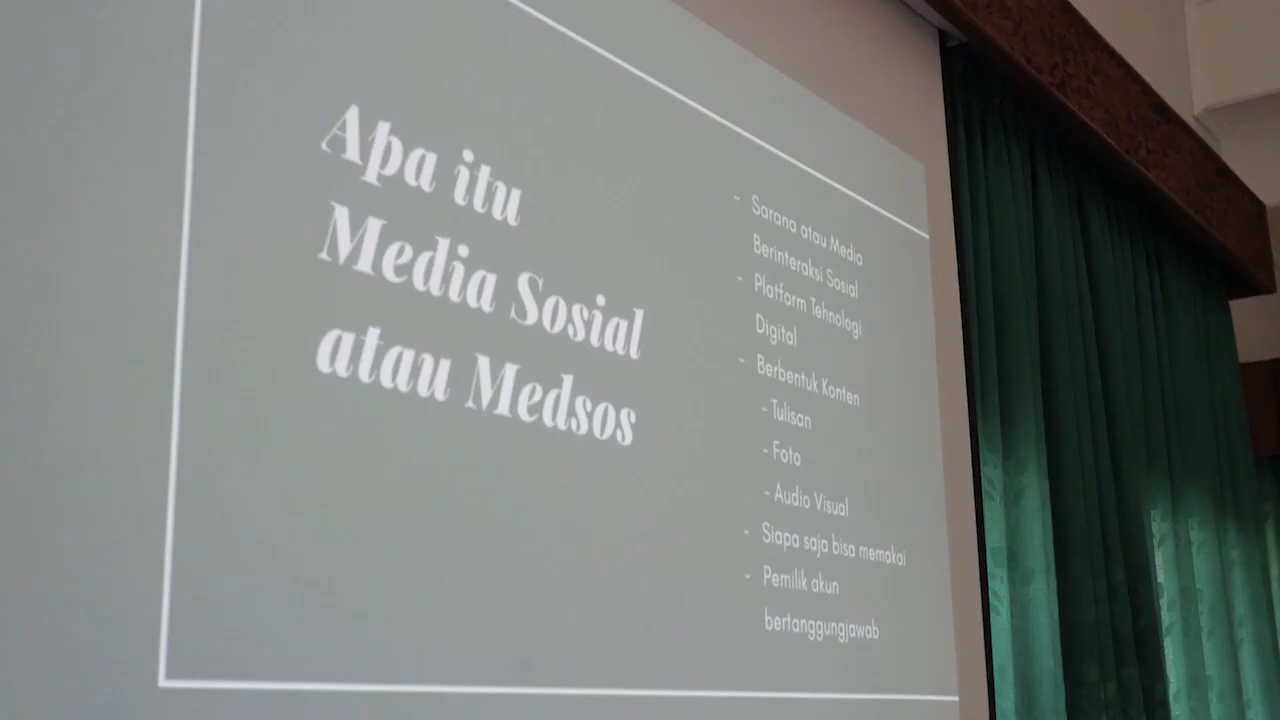 Apa itu
Media Sosial
atau Medsos
- Sarana atau Media
Berinteraksi Sosial
- Platform Tehnologi
Digital
- Berbentuk Konten
- Tulisan
- Foto
- Audio Visual
- Siapa saja bisa memakai
- Pemilik akun
bertanggungjawab